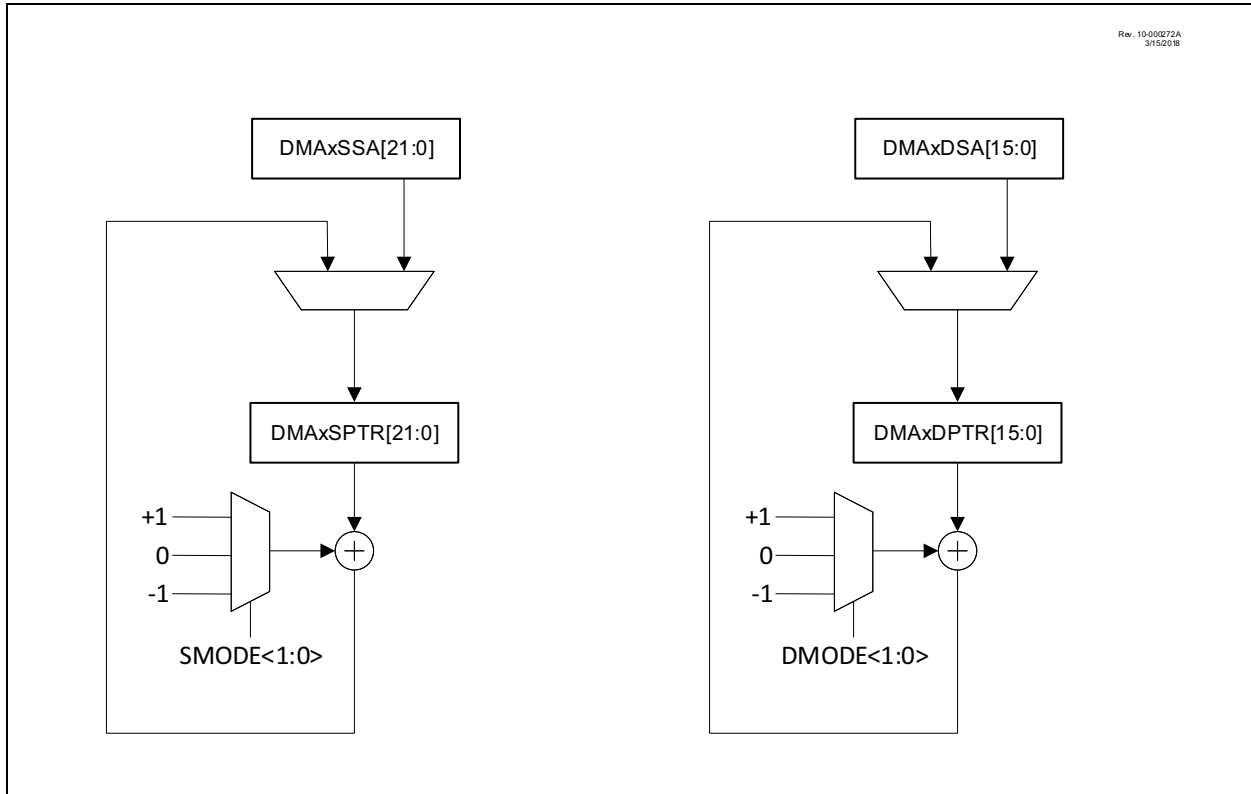 Rev. 10-000272A
3/15/2018
DMAxSSA[21:0]
DMAxSPTR[21:0]
+1
0
-1
SMODE<1:0>
DMAxDSA[15:0]
DMAxDPTR[15:0]
+1
0
-1
DMODE<1:0>